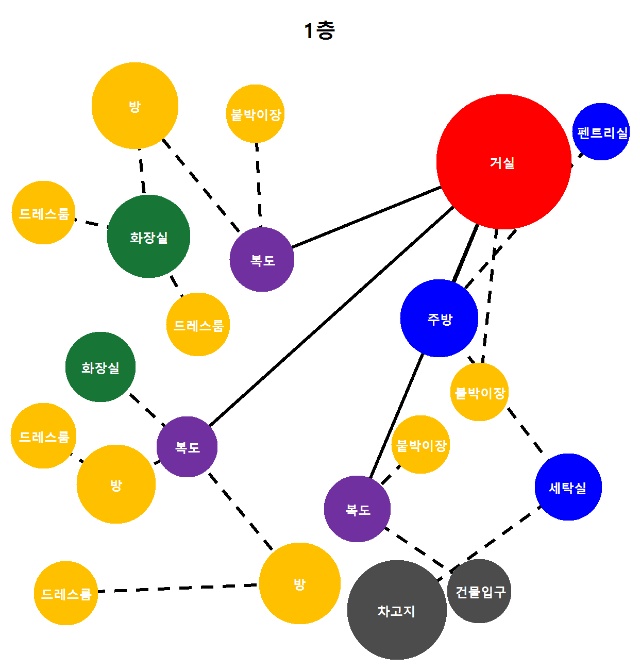 1층
방
붙박이장
거실
펜트리실
드레스룸
화장실
복도
드레스룸
주방
화장실
붙박이장
드레스룸
복도
붙박이장
방
세탁실
복도
방
드레스룸
차고지
건물입구